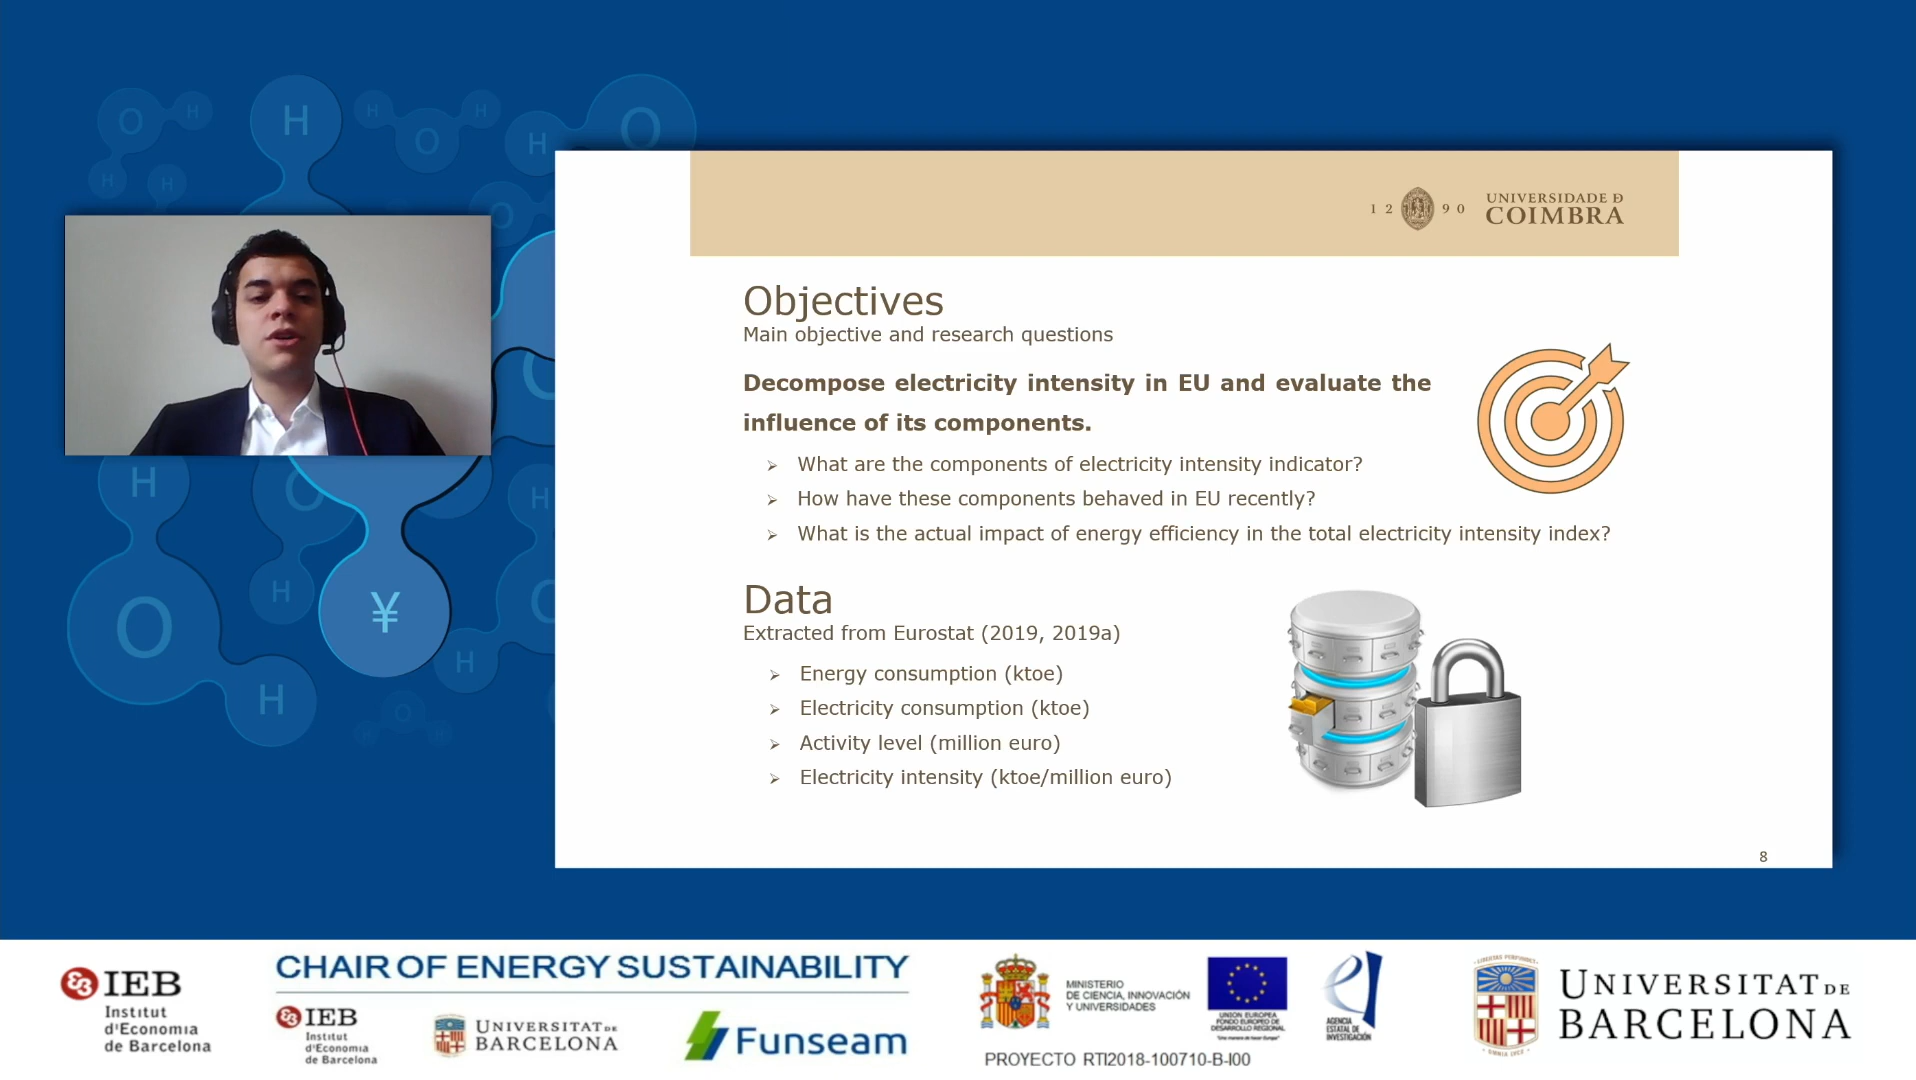 1290
UNIVERSIDADE D
COIMBRA
Objectives
Main objective and research questions
Decompose electricity intensity in EU and evaluate the
influence of its components.
What are the components of electricity intensity indicator?
How have these components behaved in EU recently?
What is the actual impact of energy efficiency in the total electricity intensity index?
Data
Extracted from Eurostat (2019, 2019a)
Energy consumption (ktoe)
Electricity consumption (ktoe)
Activity level (million euro)
Electricity intensity (ktoe/million euro)
8
O H
H
H O H
H O
H H
O
H
O
H
O
H
H
¥
O
H
H
O
IEB
Institut
d'Economia
de Barcelona
CHAIR OF ENERGY SUSTAINABILITY
IEB
Institut
d'Economia
de Barcelona
UNIVERSITAT DE
BARCELONA
Funseam
MINISTERIO
DE CIENCIA, INNOVACIÓN
Y UNIVERSIDADES
UNION EUROPEA
FONDO EUROPEO DE
DESARROLLO REGIONAL
"Una manera de hacer Europa"
AGENCIA
ESTATAL DE
INVESTIGACIÓN
PROYECTO RTI2018-100710-B-I00
UNIVERSITAT DE
BARCELONA